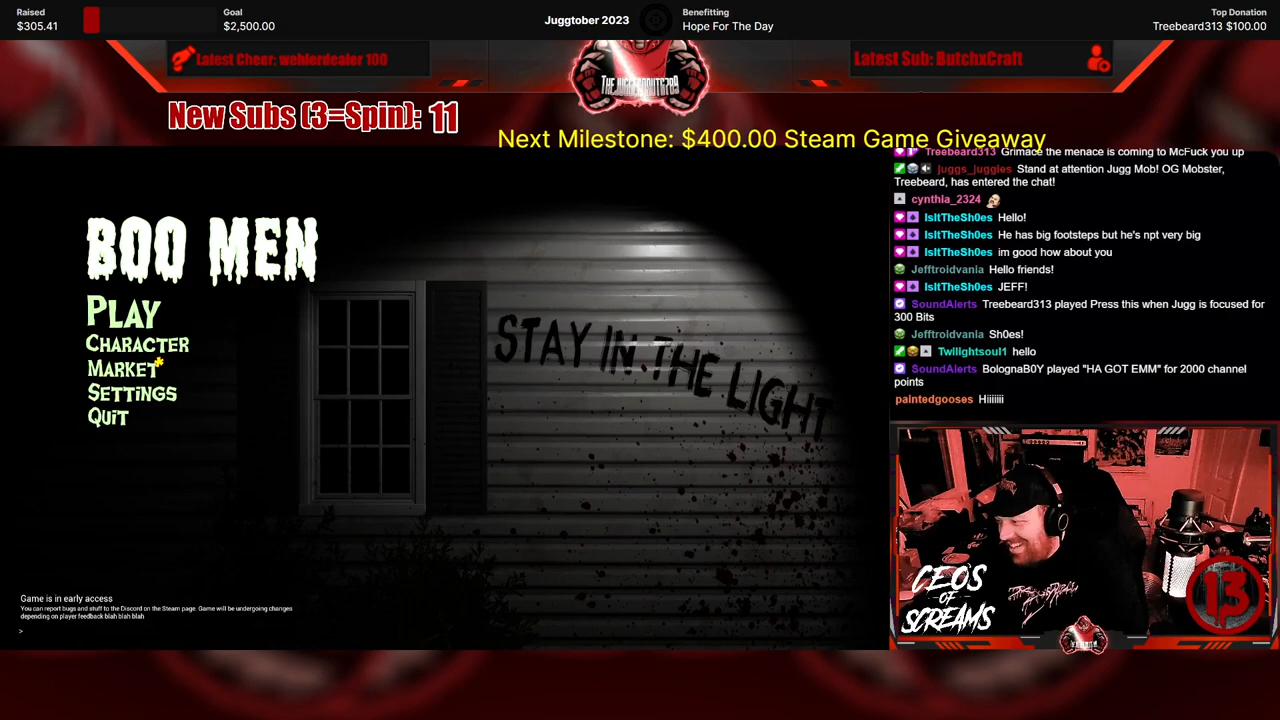 Raised
$305.41
Goal
$2,500.00
Juggtober 2023
Benefitting
Hope For The Day
Top Donation
Treebeard313 $100.00
Latest Cheer: wehlerdealer 100
THEJUGGERNAUT6789
Latest Sub: ButchxCraft
New Subs (3=Spin): 11
Next Milestone: $400.00 Steam Game Giveaway
BOO MEN
PLAY
CHARACTER
MARKET
SETTINGS
QUIT
STAY IN THE LIGHT
Game is in early access
You can report bugs and stuff to the Discord on the Steam page. Game will be undergoing changes
depending on player feedback blah blah blah
>
Treebeard313 Grimace the menace is coming to McFuck you up
juggs_juggies Stand at attention Jugg Mob! OG Mobster,
Treebeard, has entered the chat!
cynthia_2324
IsItTheSh0es Hello!
IsItTheSh0es He has big footsteps but he's npt very big
IsItTheSh0es im good how about you
Jefftroidvania Hello friends!
IsItTheSh0es JEFF!
SoundAlerts Treebeard313 played Press this when Jugg is focused for
300 Bits
Jefftroidvania Sh0es!
Twilightsoul1 hello
SoundAlerts BolognaB0Y played "HA GOT EMM" for 2000 channel
points
paintedgooses Hiiiiiii
CEOS
OF
SCREAMS
13